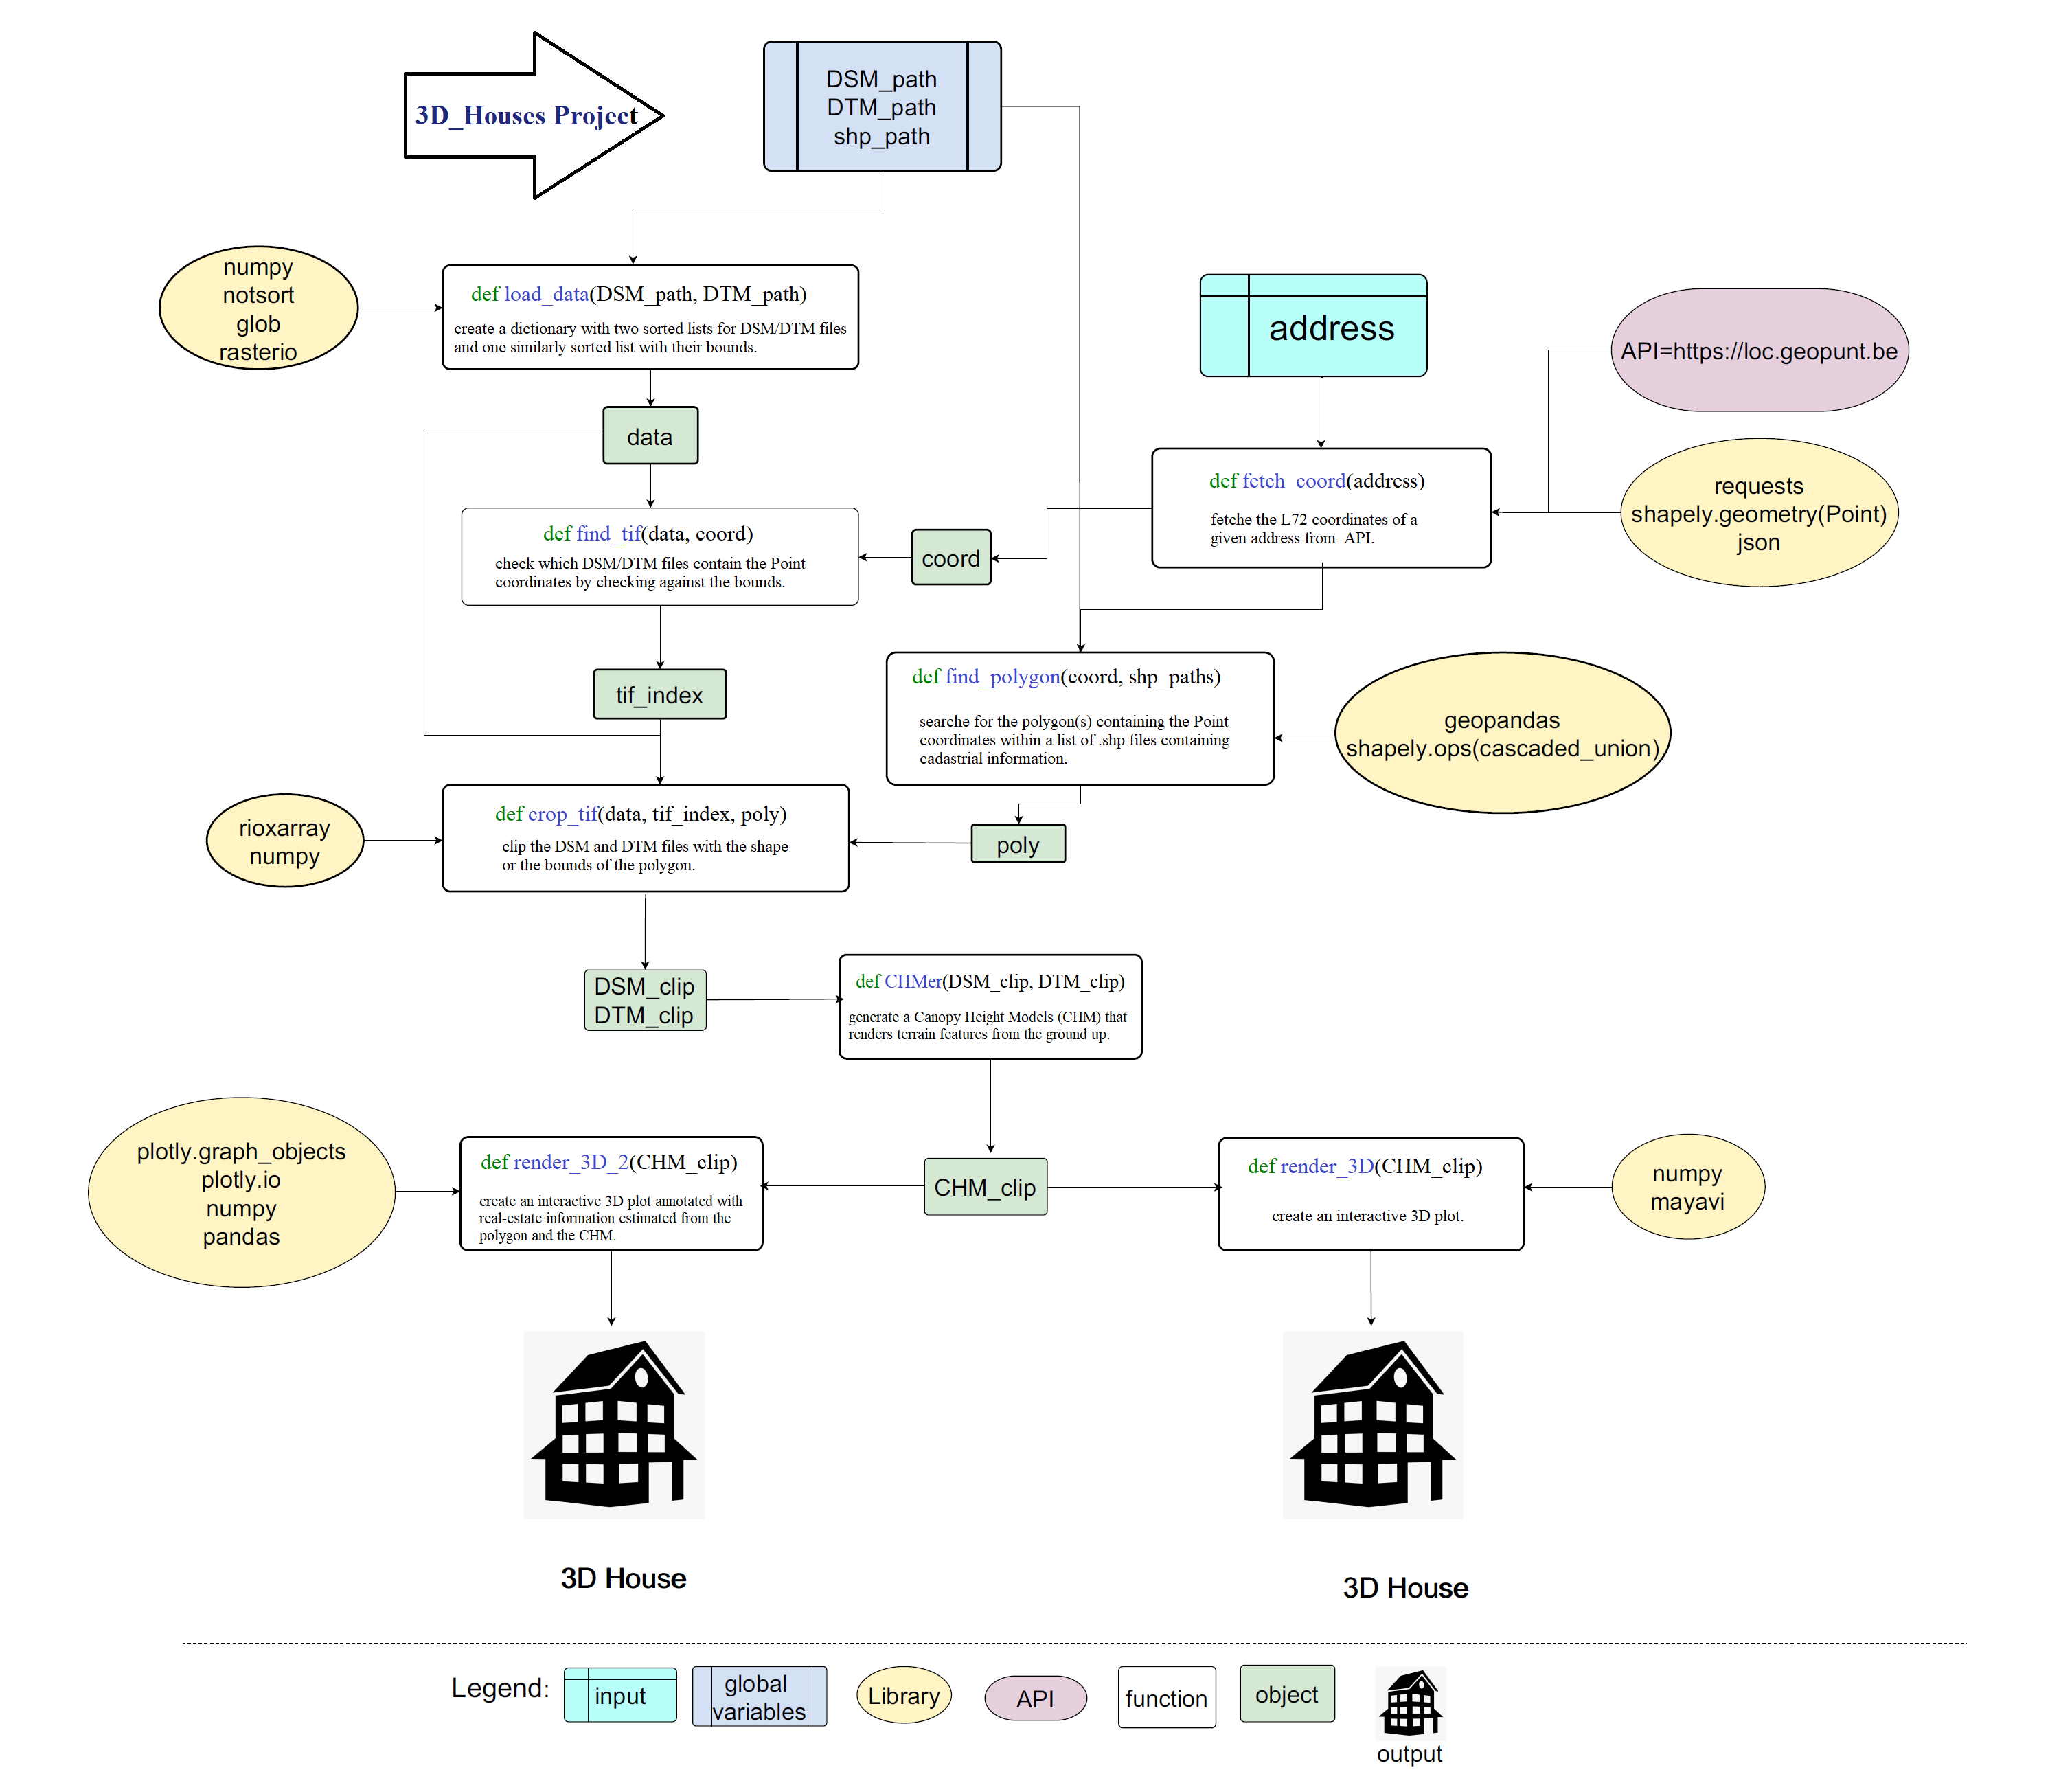 3D_Houses Project
DSM_path
DTM_path
shp_path
numpy
notsort
glob
rasterio
def load_data(DSM_path, DTM_path)
create a dictionary with two sorted lists for DSM/DTM files
and one similarly sorted list with their bounds.
address
API=https://loc.geopunt.be
data
def fetch_coord(address)
fetche the L72 coordinates of a
given address from API.
requests
shapely.geometry(Point)
json
def find_tif(data, coord)
check which DSM/DTM files contain the Point
coordinates by checking against the bounds.
coord
tif_index
def find_polygon(coord, shp_paths)
searche for the polygon(s) containing the Point
coordinates within a list of .shp files containing
cadastrial information.
geopandas
shapely.ops(cascaded_union)
rioxarray
numpy
def crop_tif(data, tif_index, poly)
clip the DSM and DTM files with the shape
or the bounds of the polygon.
poly
DSM_clip
DTM_clip
def CHMer(DSM_clip, DTM_clip)
generate a Canopy Height Models (CHM) that
renders terrain features from the ground up.
plotly.graph_objects
plotly.io
numpy
pandas
def render_3D_2(CHM_clip)
create an interactive 3D plot annotated with
real-estate information estimated from the
polygon and the CHM.
CHM_clip
def render_3D(CHM_clip)
create an interactive 3D plot.
numpy
mayavi
3D House
3D House
Legend:
input
global
variables
Library
API
function
object
output